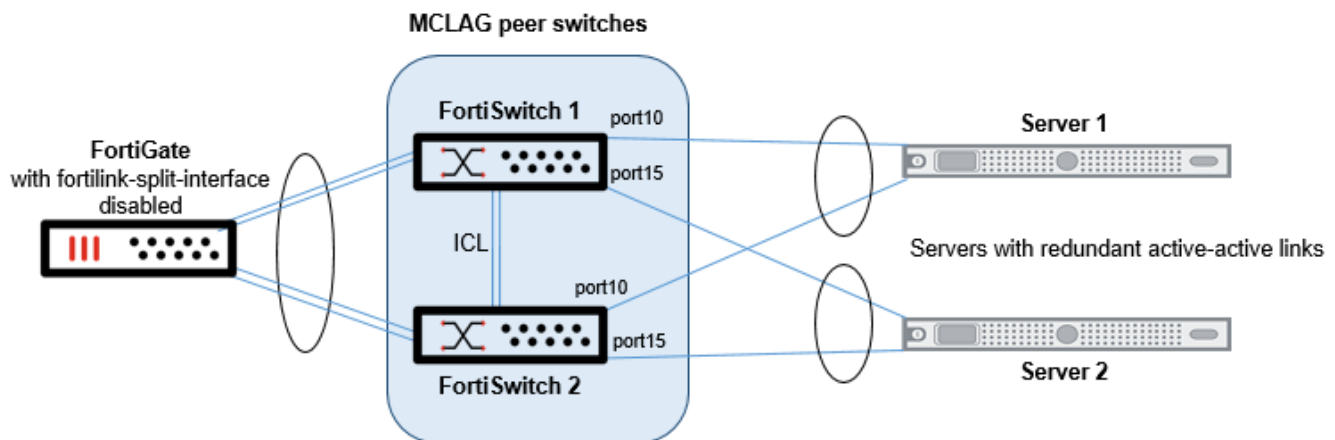 MCLAG peer switches
FortiSwitch 1
port10
port15
FortiGate
with fortilink-split-interface
disabled
ICL
port10
port15
FortiSwitch 2
Server 1
Servers with redundant active-active links
Server 2